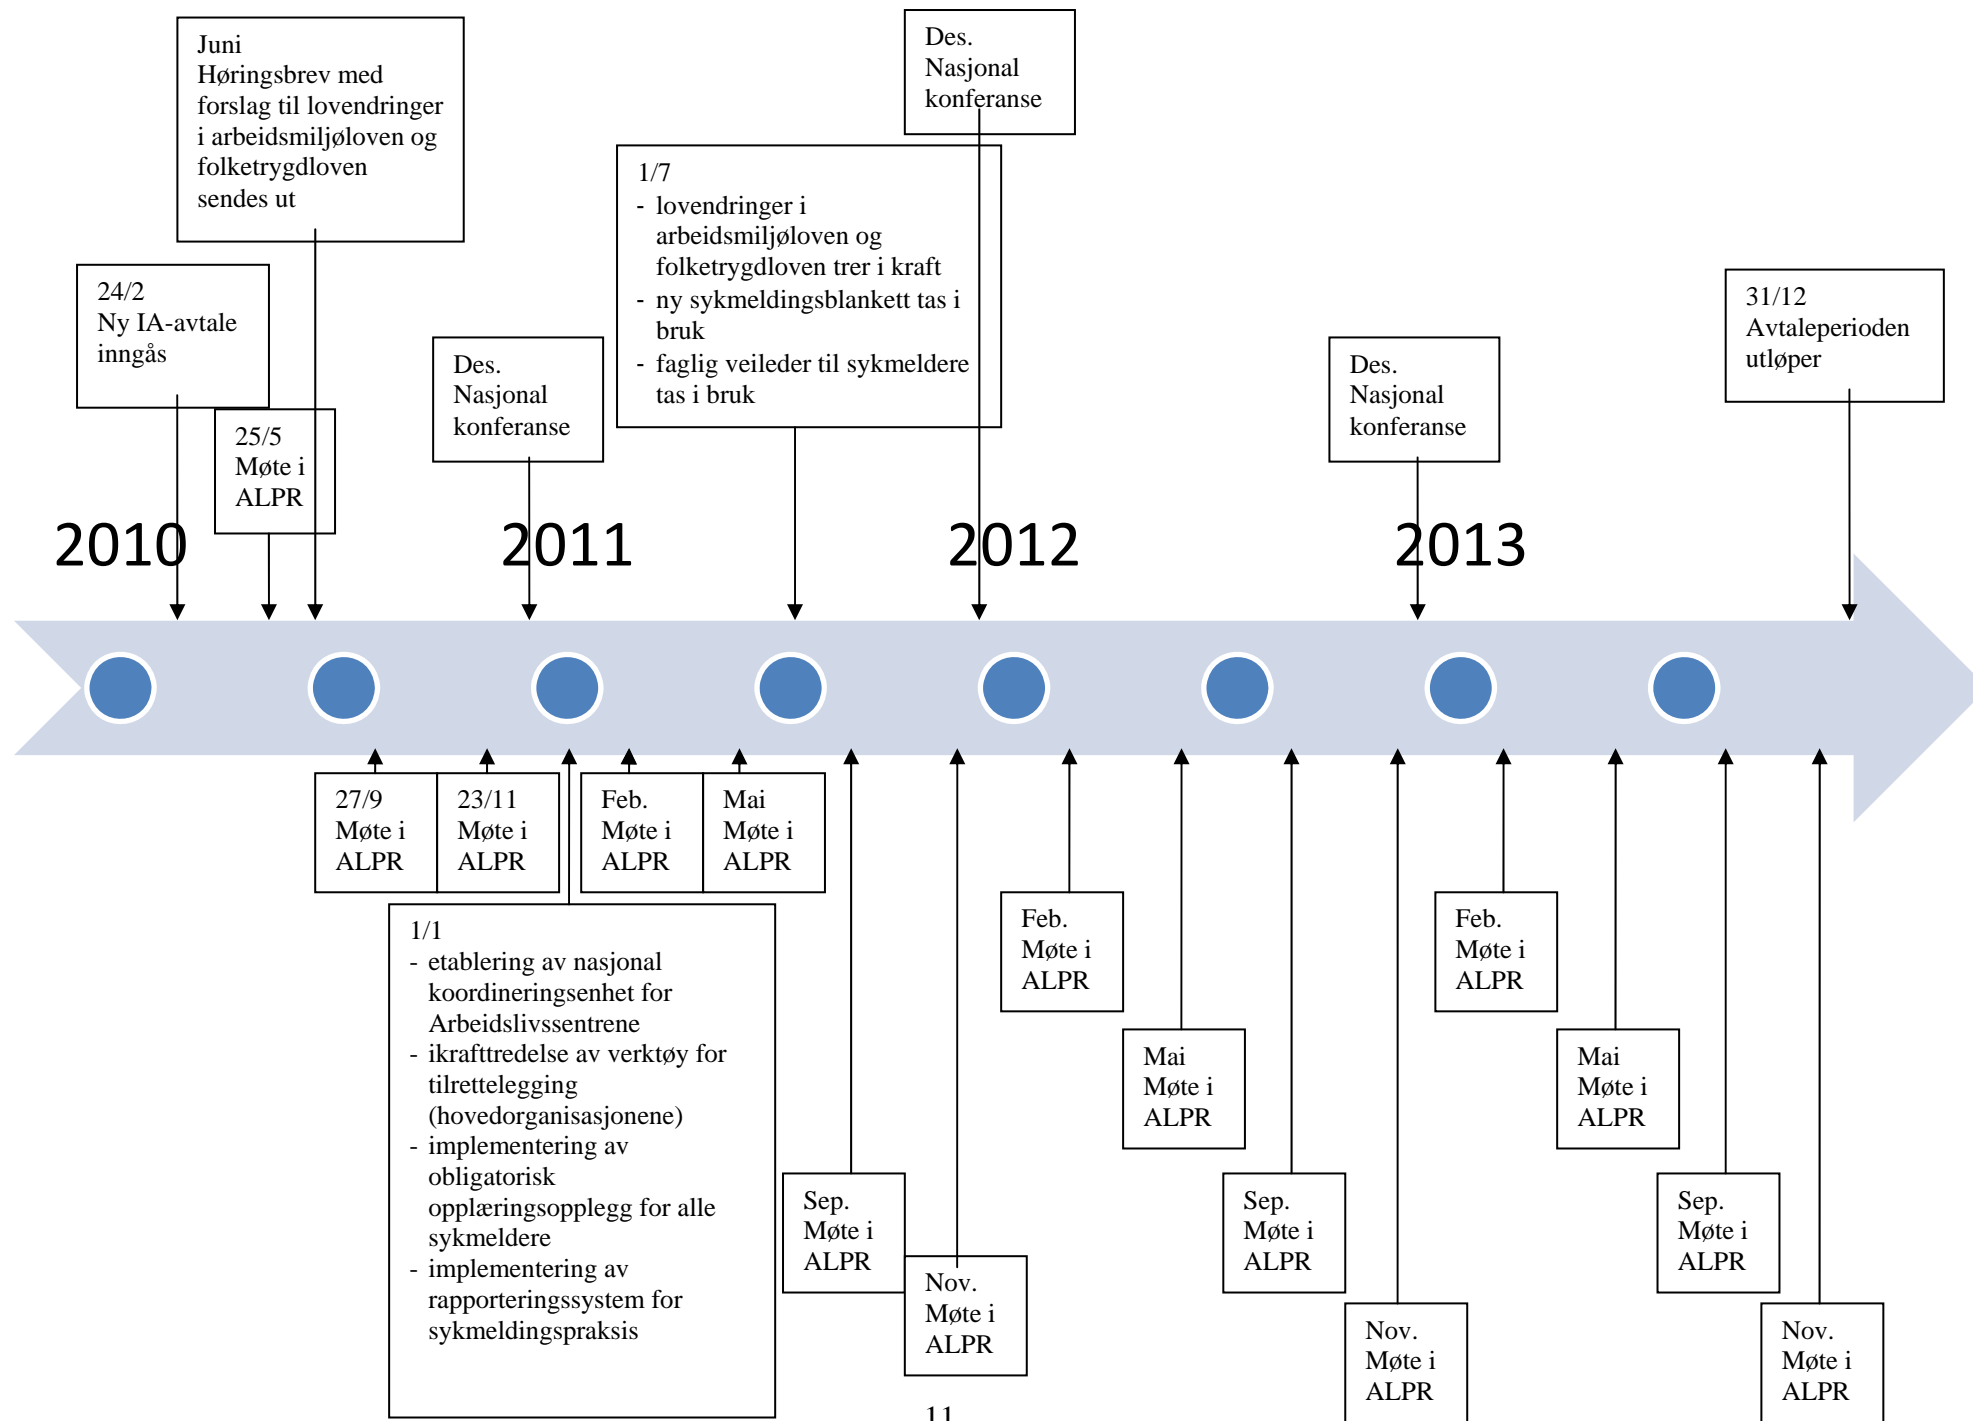 Juni
Høringsbrev med
forslag til lovendringer
i arbeidsmiljøloven og
folketrygdloven
sendes ut
Des.
Nasjonal
konferanse
1/7
- lovendringer i
arbeidsmiljøloven og
folketrygdloven trer i kraft
- ny sykmeldingsblankett tas i
bruk
- faglig veileder til sykmeldere
tas i bruk
24/2
Ny IA-avtale
inngås
25/5
Møte i
ALPR
Des.
Nasjonal
konferanse
Des.
Nasjonal
konferanse
31/12
Avtaleperioden
utløper
2010
2011
2012
2013
27/9
Møte i
ALPR
23/11
Møte i
ALPR
Feb.
Møte i
ALPR
Mai
Møte i
ALPR
1/1
- etablering av nasjonal
koordineringsenhet for
Arbeidslivssentrene
- ikrafttredelse av verktøy for
tilrettelegging
(hovedorganisasjonene)
- implementering av
obligatorisk
opplæringsopplegg for alle
sykmeldere
- implementering av
rapporteringssystem for
sykmeldingspraksis
Sep.
Møte i
ALPR
Nov.
Møte i
ALPR
Feb.
Møte i
ALPR
Mai
Møte i
ALPR
Sep.
Møte i
ALPR
Nov.
Møte i
ALPR
Feb.
Møte i
ALPR
Mai
Møte i
ALPR
Sep.
Møte i
ALPR
Nov.
Møte i
ALPR
11